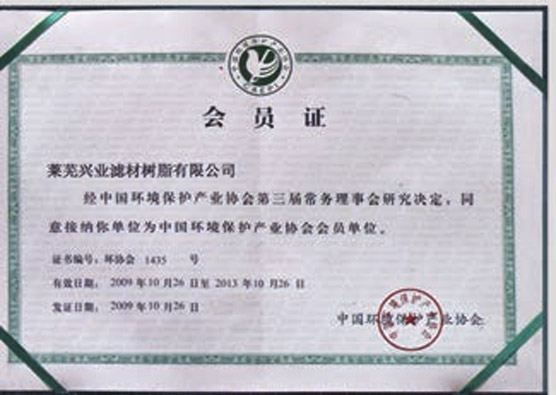 会员证
莱芜兴业滤材树脂有限公司
经中国环境保护产业协会第三届常务理事会研究决定，同
意接纳你单位为中国环境保护产业协会会员单位。
证书编号：环协会 1435 号
有效日期： 2009 年 10 月 26 日至 2013 年 10 月 26 日
发证日期： 2009 年 10 月 26 日
中国环境保护产业协会